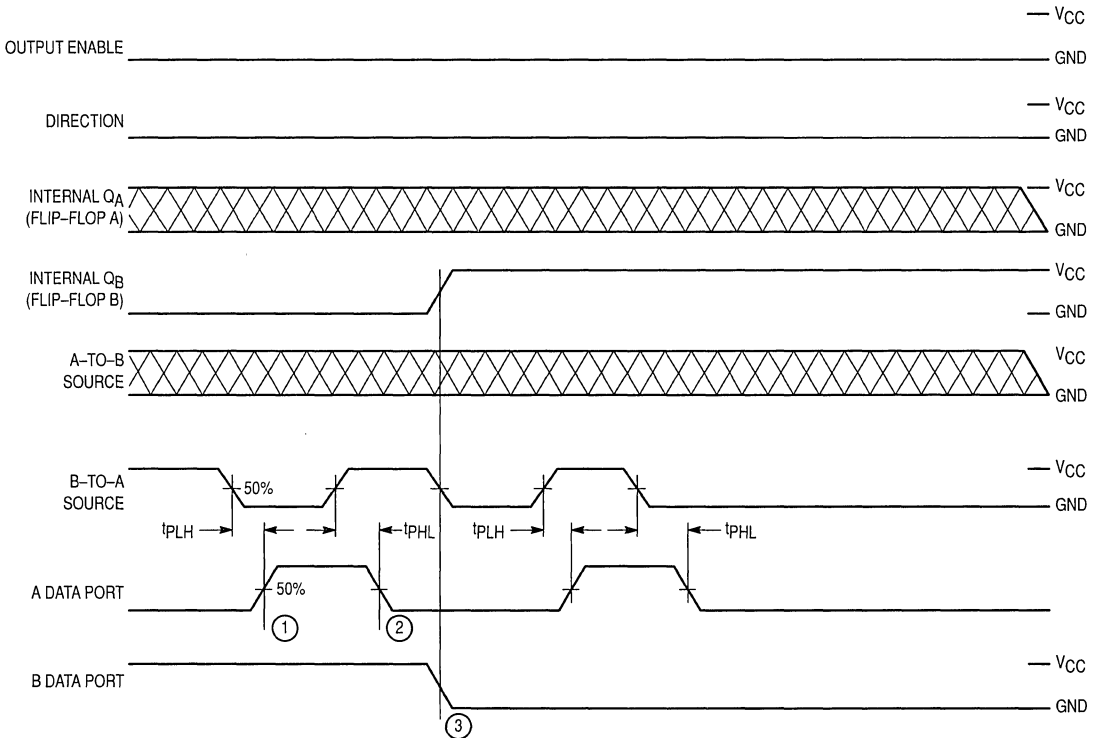 VCC
OUTPUT ENABLE
GND
VCC
DIRECTION
GND
INTERNAL QA
(FLIP–FLOP A)
VCC
GND
INTERNAL QB
(FLIP–FLOP B)
VCC
GND
A–TO–B
SOURCE
VCC
GND
B–TO–A
SOURCE
50%
VCC
GND
tPLH
tPHL
tPLH
tPHL
A DATA PORT
50%
1
2
B DATA PORT
VCC
GND
3